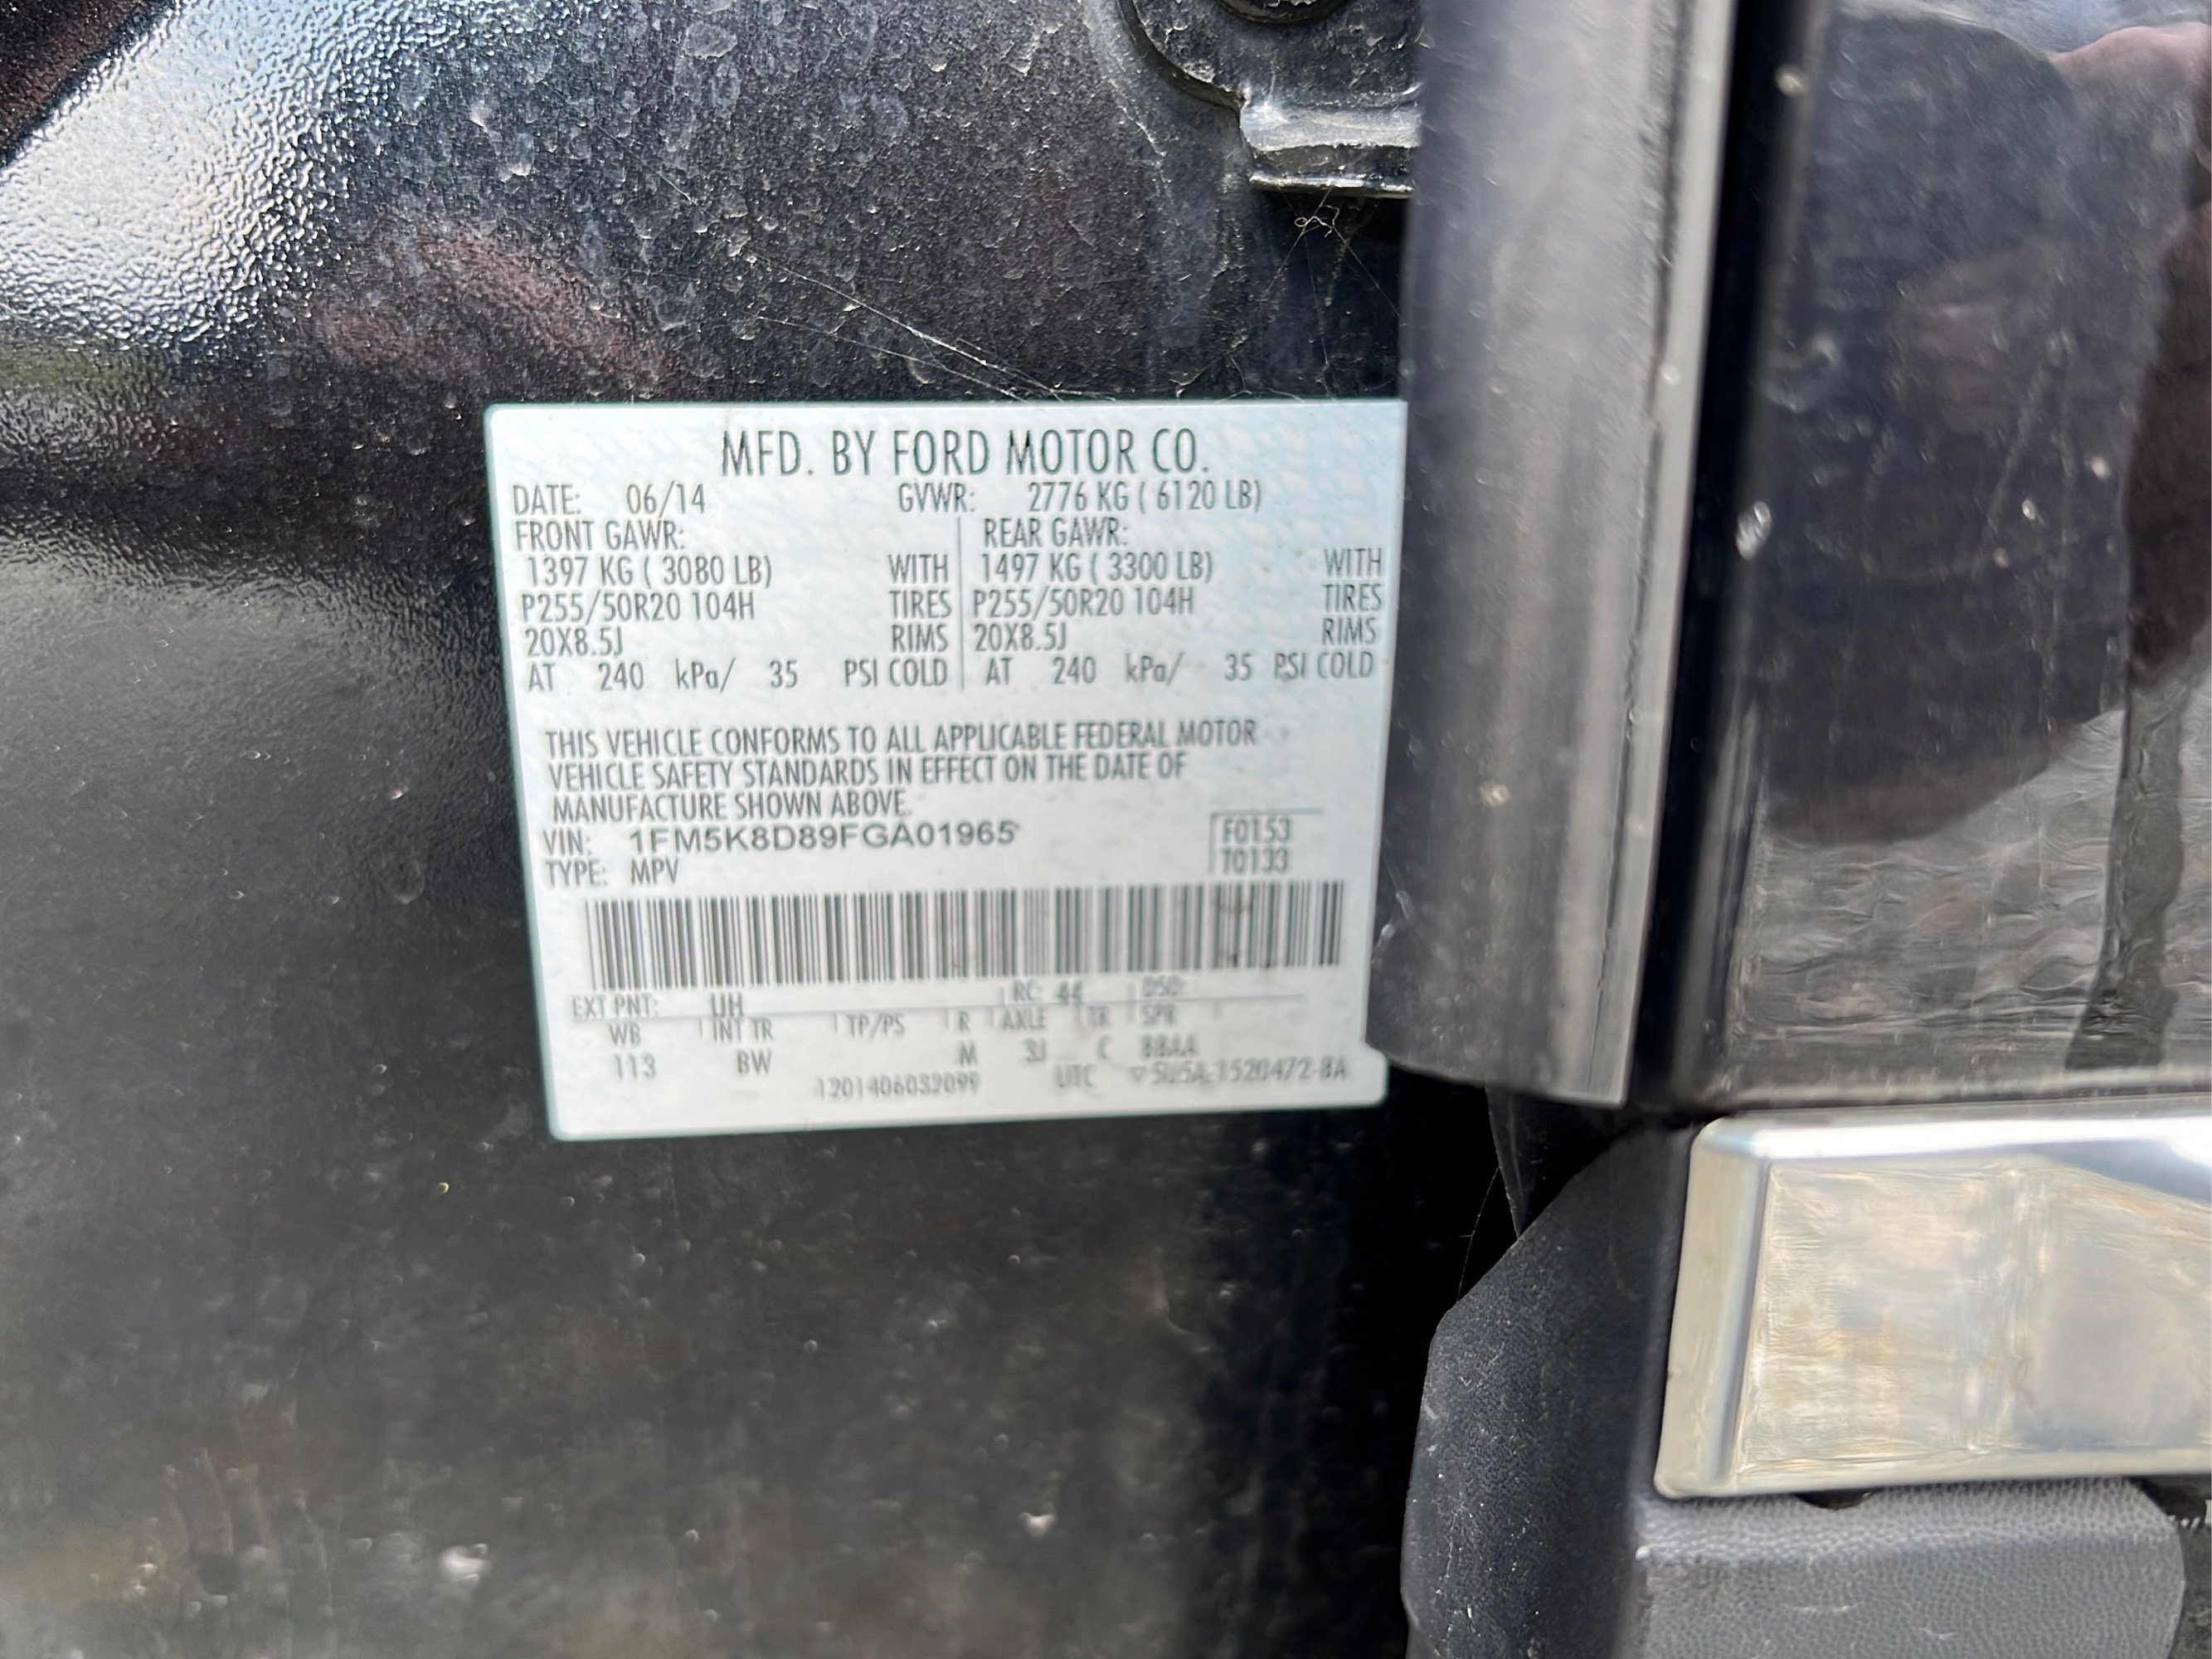 MFD. BY FORD MOTOR CO.
DATE: 06/14 GVWR: 2776 KG ( 6120 LB)
FRONT GAWR: REAR GAWR:
1397 KG ( 3080 LB) WITH 1497 KG ( 3300 LB) WITH
P255/50R20 104H TIRES P255/50R20 104H TIRES
20X8.5J RIMS 20X8.5J RIMS
AT 240 kPa/ 35 PSI COLD AT 240 kPa/ 35 PSI COLD
THIS VEHICLE CONFORMS TO ALL APPLICABLE FEDERAL MOTOR
VEHICLE SAFETY STANDARDS IN EFFECT ON THE DATE OF
MANUFACTURE SHOWN ABOVE.
VIN: 1FM5K8D89FGA01965 F0153
TYPE: MPV T0133
EXT PNT: UH RC: 44 DSO:
WB INT TR TP/PS R AXLE TR SPR
113 BW M 3J C BBAA
UTC ▽5U5A-1520472-BA